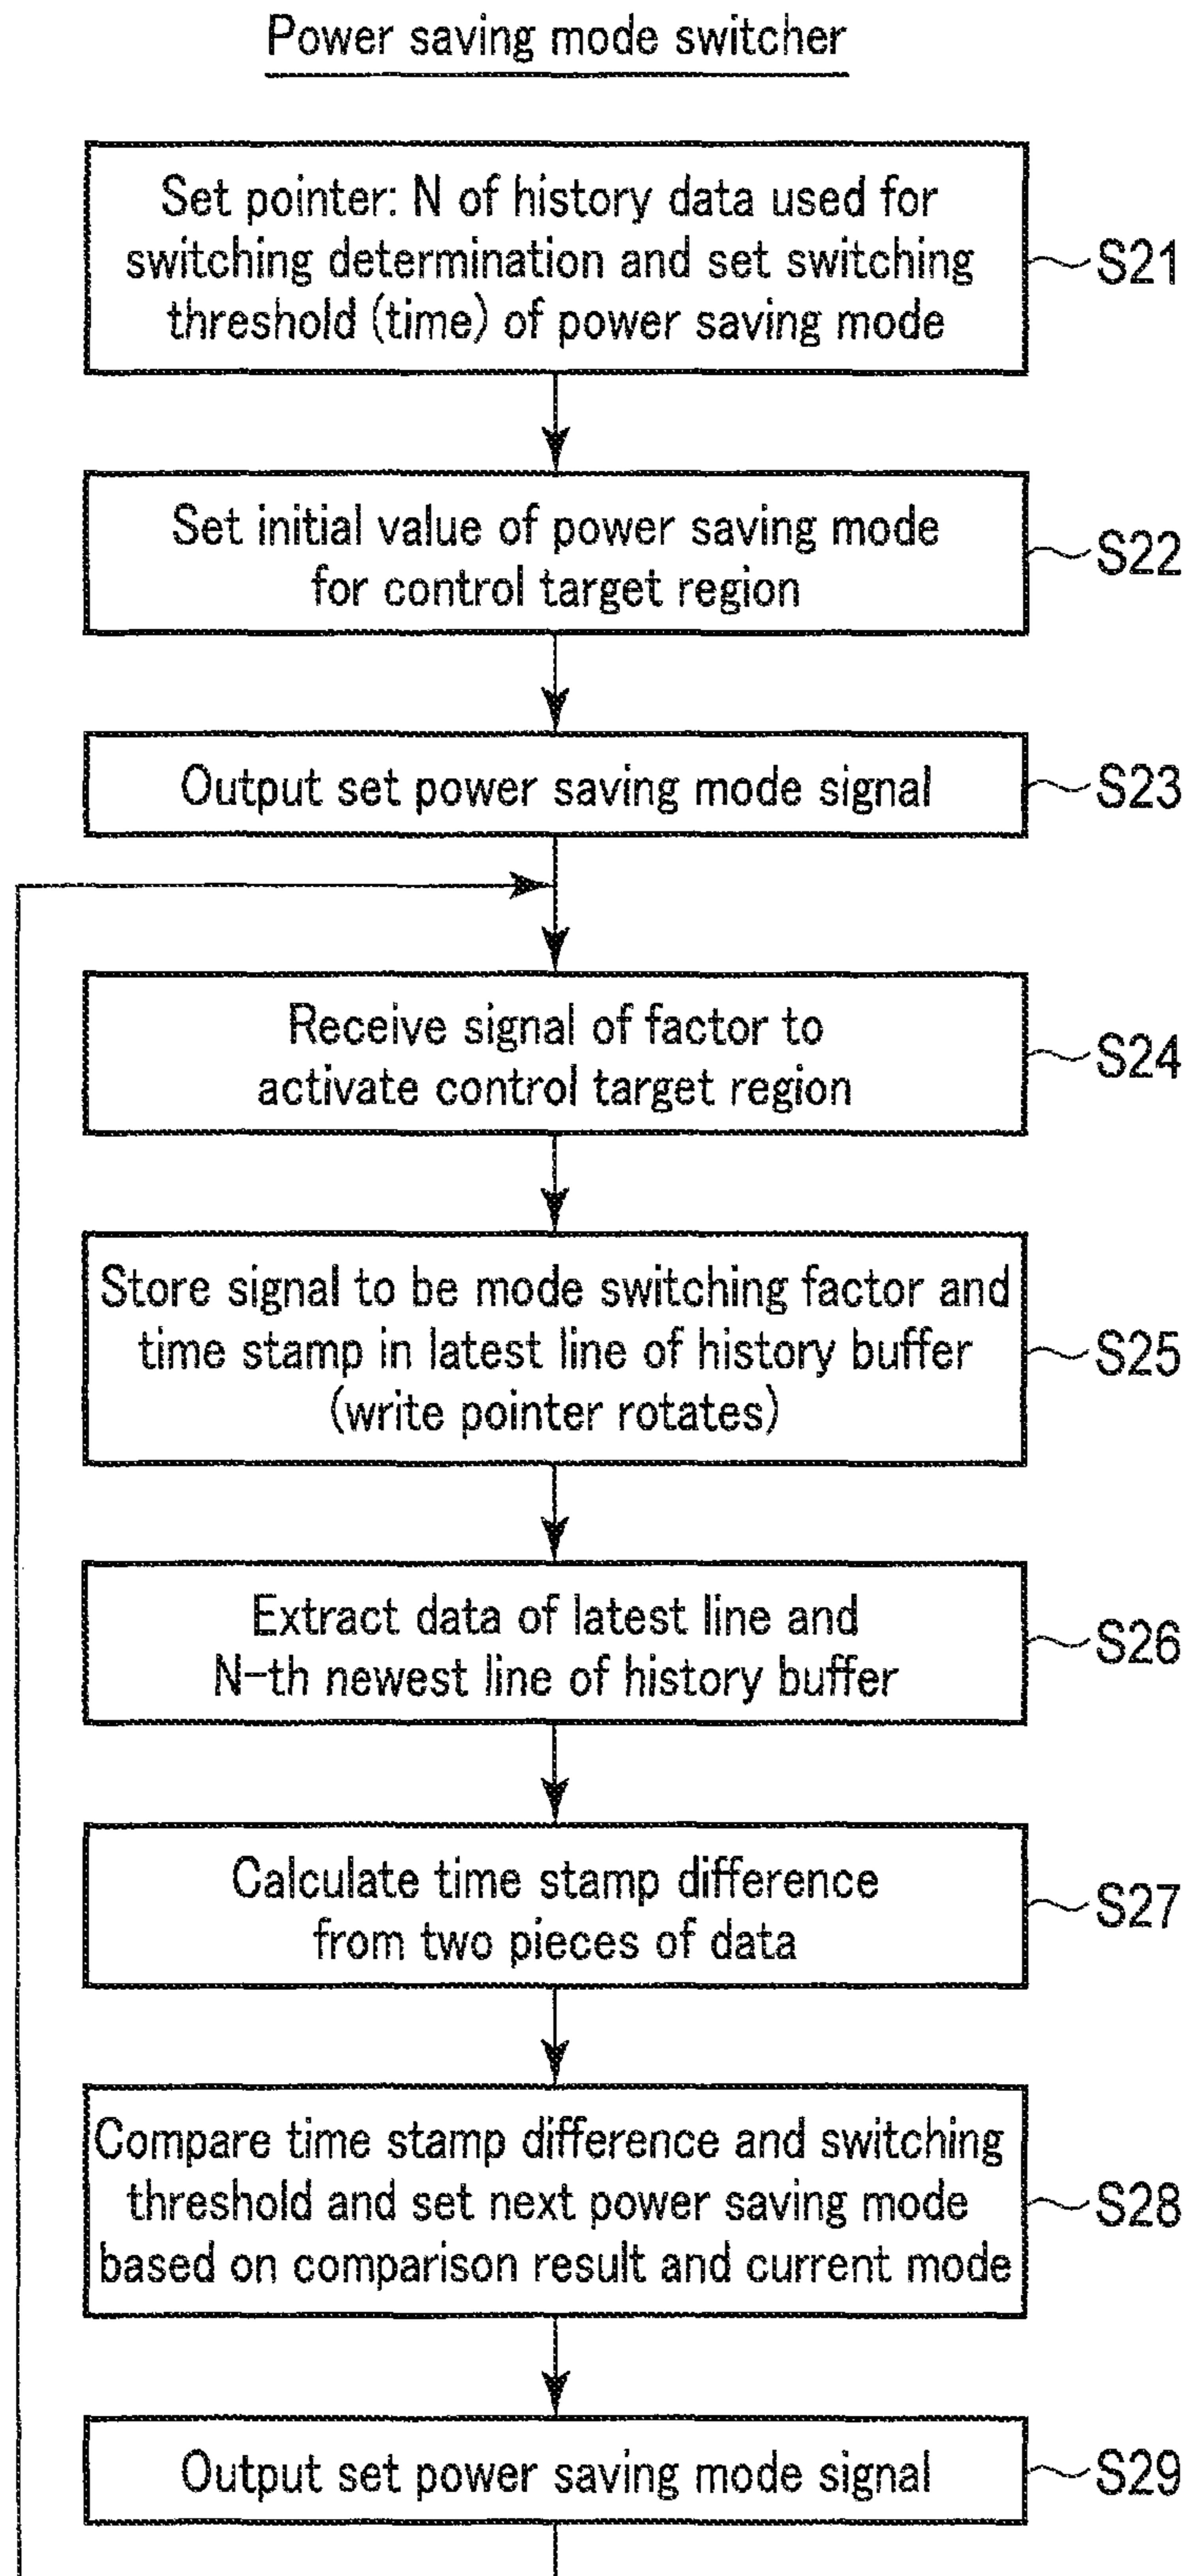 Power saving mode switcher
Set pointer: N of history data used for
switching determination and set switching
threshold (time) of power saving mode
S21
Set initial value of power saving mode
for control target region
S22
Output set power saving mode signal
S23
Receive signal of factor to
activate control target region
S24
Store signal to be mode switching factor and
time stamp in latest line of history buffer
(write pointer rotates)
S25
Extract data of latest line and
N-th newest line of history buffer
S26
Calculate time stamp difference
from two pieces of data
S27
Compare time stamp difference and switching
threshold and set next power saving mode
based on comparison result and current mode
S28
Output set power saving mode signal
S29